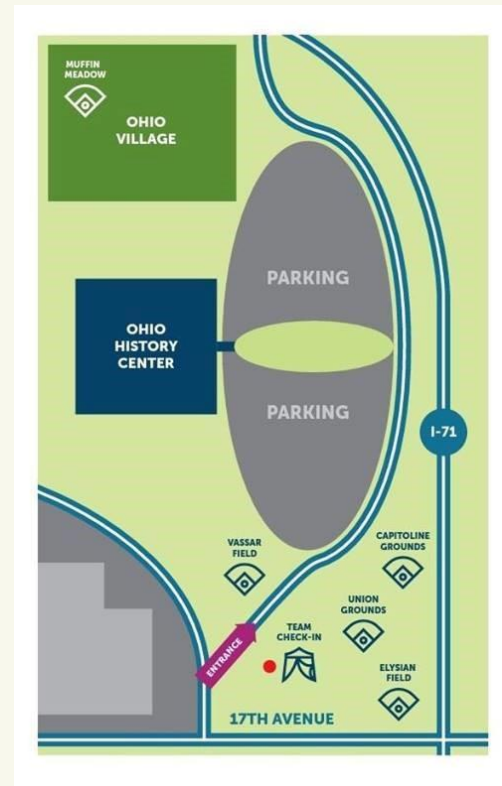 MUFFIN
MEADOW
OHIO
VILLAGE
PARKING
OHIO
HISTORY
CENTER
PARKING
I-71
VASSAR
FIELD
CAPITOLINE
GROUNDS
UNION
GROUNDS
TEAM
CHECK-IN
ENTRANCE
ELYSIAN
FIELD
17TH AVENUE